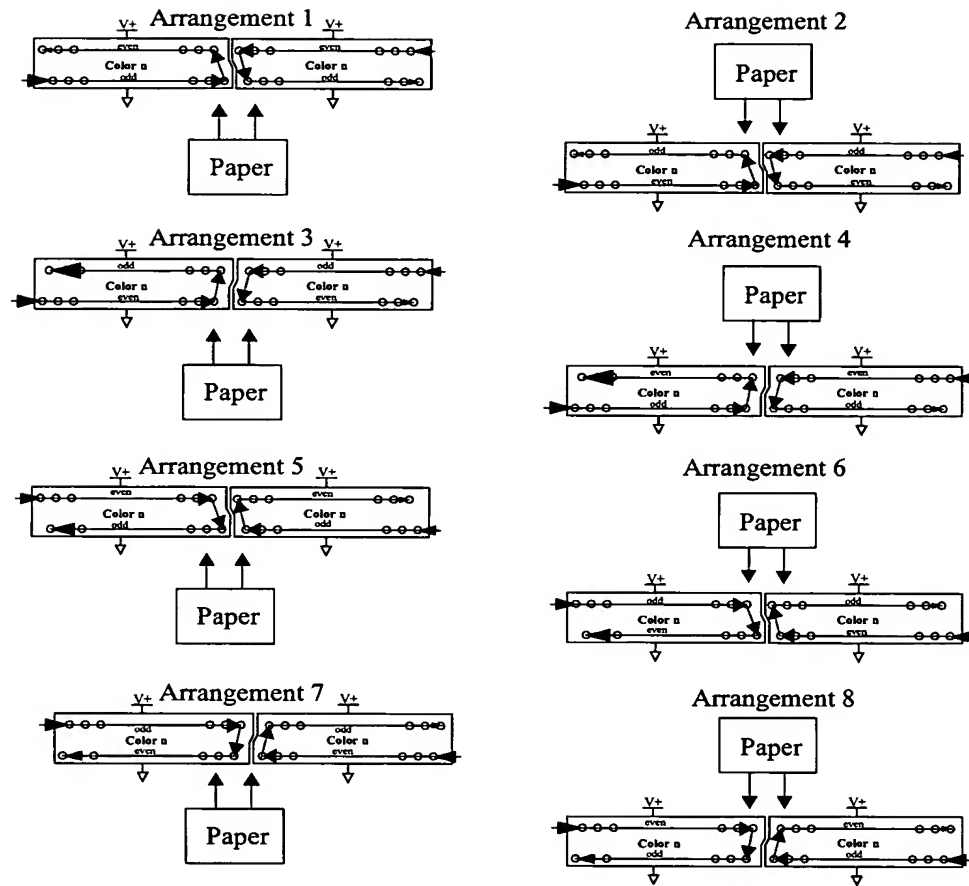 Arrangement 1
V+ V+
even even
Color n Color n
odd odd
Paper
Arrangement 2
Paper
V+ V+
odd odd
Color n Color n
even even
Arrangement 3
V+ V+
odd odd
Color n Color n
even even
Paper
Arrangement 4
Paper
V+ V+
even even
Color n Color n
odd odd
Arrangement 5
V+ V+
even even
Color n Color n
odd odd
Paper
Arrangement 6
Paper
V+ V+
odd odd
Color n Color n
even even
Arrangement 7
V+ V+
odd odd
Color n Color n
even even
Paper
Arrangement 8
Paper
V+ V+
even even
Color n Color n
odd odd